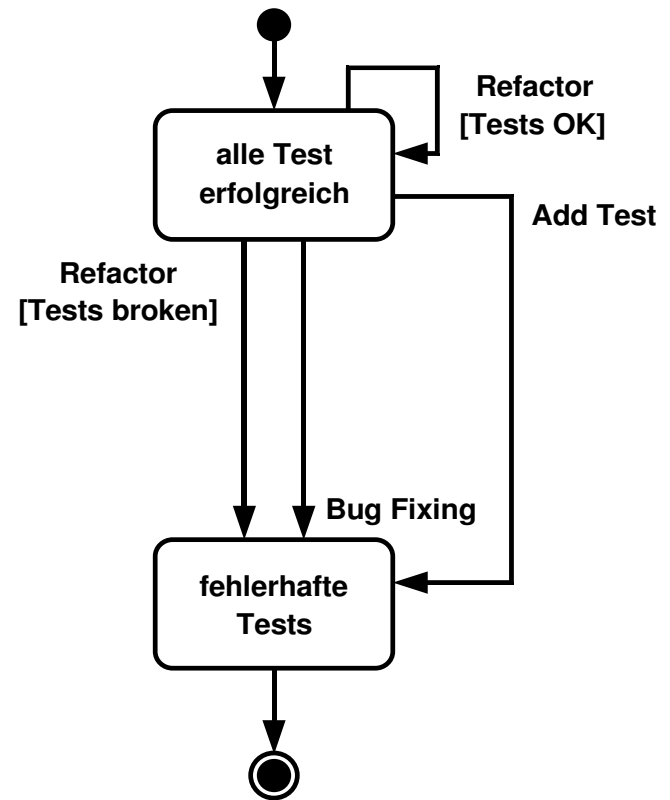 Refactor
[Tests OK]
alle Test
erfolgreich
Add Test
Refactor
[Tests broken]
Bug Fixing
fehlerhafte
Tests